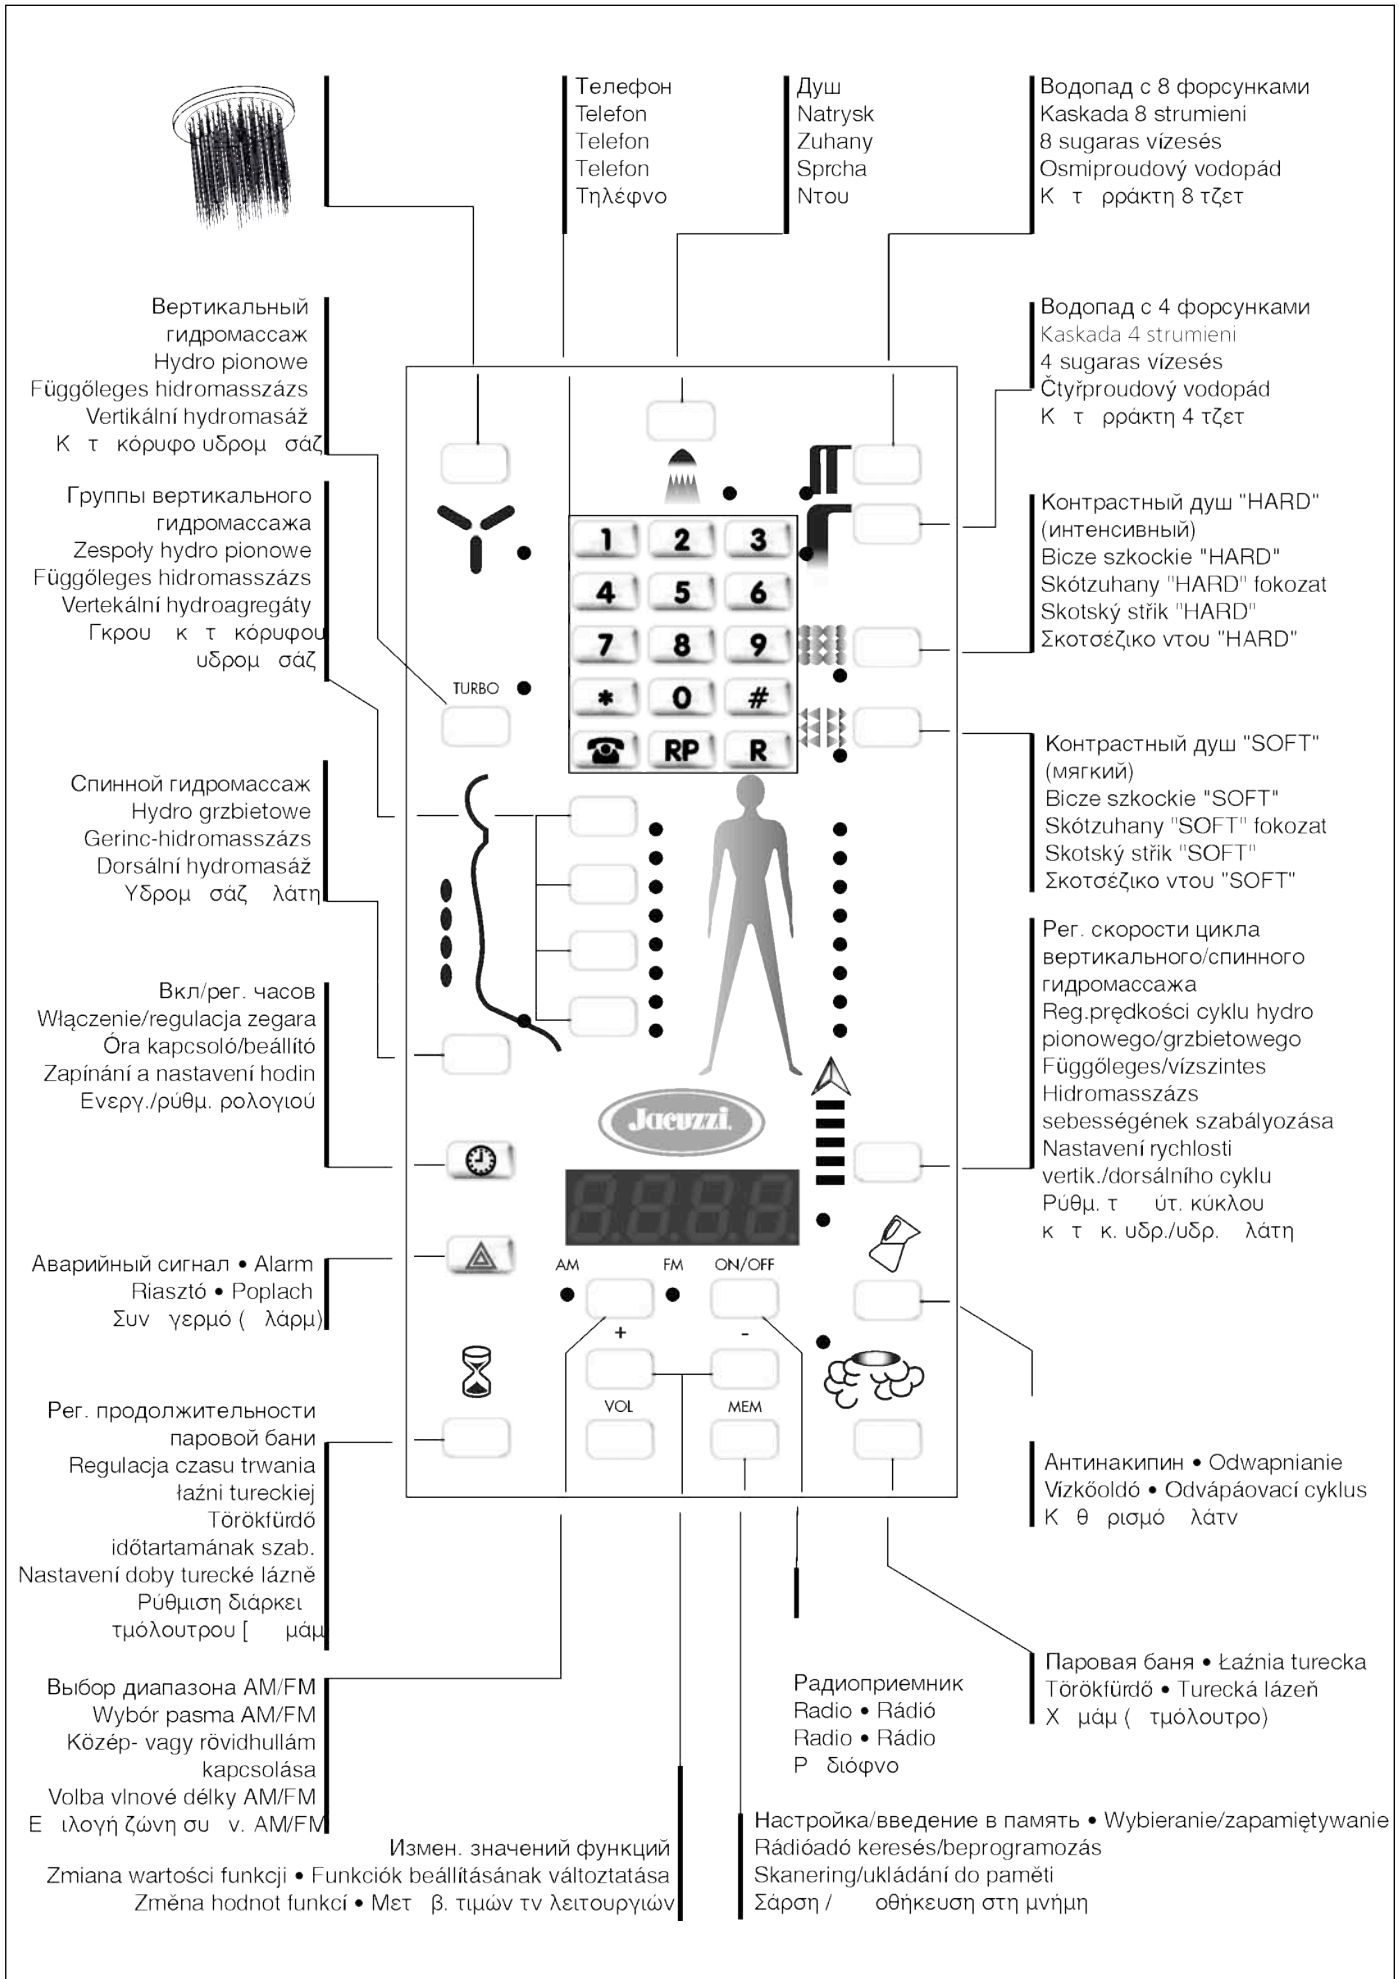 Телефон
Telefon
Telefon
Telefon
Τηλέφνο
Душ
Natrysk
Zuhany
Sprcha
Ντου
Водопад с 8 форсунками
Kaskada 8 strumieni
8 sugaras vízesés
Osmiproudový vodopád
Κ τ ρράκτη 8 τζετ
Вертикальный
гидромассаж
Hydro pionowe
Függőleges hidromasszázs
Vertikální hydromasáž
Κ τ κόρυφο υδρομ σάζ
Водопад с 4 форсунками
Kaskada 4 strumieni
4 sugaras vízesés
Čtyřproudový vodopád
Κ τ ρράκτη 4 τζετ
Группы вертикального
гидромассажа
Zespoły hydro pionowe
Függőleges hidromasszázs
Vertekální hydroagregáty
Γκρου κ τ κόρυφου
υδρομ σάζ
Контрастный душ "HARD"
(интенсивный)
Bicze szkockie "HARD"
Skótzuhany "HARD" fokozat
Skotský střik "HARD"
Σκοτσέζικο ντου "HARD"
1 2 3
4 5 6
7 8 9
* 0 #
RP R
TURBO
Контрастный душ "SOFT"
(мягкий)
Bicze szkockie "SOFT"
Skótzuhany "SOFT" fokozat
Skotský střik "SOFT"
Σκοτσέζικο ντου "SOFT"
Спинной гидромассаж
Hydro grzbietowe
Gerinc-hidromasszázs
Dorsální hydromasáž
Υδρομ σάζ λάτη
Вкл/рег. часов
Włączenie/regulacja zegara
Óra kapcsoló/beállító
Zapínání a nastavení hodin
Ενεργ./ρύθμ. ρολογιού
Рег. скорости цикла
вертикального/спинного
гидромассажа
Reg.prędkości cyklu hydro
pionowego/grzbietowego
Függőleges/vízszintes
Hidromasszázs
sebességének szabályozása
Nastavení rychlosti
vertik./dorsálního cyklu
Ρύθμ. τ ύτ. κύκλου
κ τ κ. υδρ./υδρ. λάτη
Jacuzzi
8.8.8.8
AM FM ON/OFF
+ -
VOL MEM
Аварийный сигнал • Alarm
Riasztó • Poplach
Συν γερμό ( λάρμ)
Рег. продолжительности
паровой бани
Regulacja czasu trwania
łaźni tureckiej
Törökfürdő
időtartamának szab.
Nastavení doby turecké lázně
Ρύθμιση διάρκει
τμόλουτρου [ μάμ
Антинакипин • Odwapnianie
Vízkőoldó • Odvápáovací cyklus
Κ θ ρισμό λάτν
Выбор диапазона AM/FM
Wybór pasma AM/FM
Közép- vagy rövidhullám
kapcsolása
Volba vlnové délky AM/FM
Ε ιλογή ζώνη συ ν. AM/FM
Радиоприемник
Radio • Rádió
Radio • Rádio
Ρ διόφνο
Паровая баня • Łaźnia turecka
Törökfürdő • Turecká lázeň
Χ μάμ ( τμόλουτρο)
Измен. значений функций
Zmiana wartości funkcji • Funkciók beállításának változtatása
Změna hodnot funkcí • Μετ β. τιμών τν λειτουργιών
Настройка/введение в память • Wybieranie/zapamiętywanie
Rádióadó keresés/beprogramozás
Skanering/ukládání do paměti
Σάρση / οθήκευση στη μνήμη